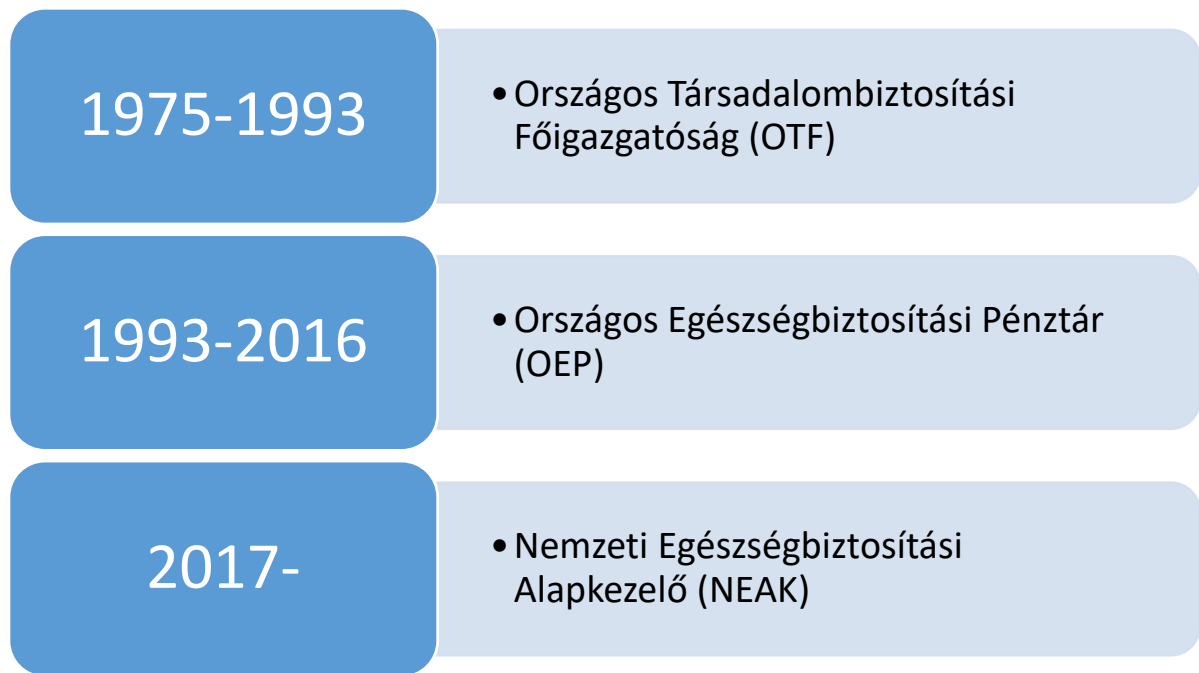 1975-1993
•Országos Társadalombiztosítási
Főigazgatóság (OTF)
1993-2016
•Országos Egészségbiztosítási Pénztár
(OEP)
2017-
•Nemzeti Egészségbiztosítási
Alapkezelő (NEAK)